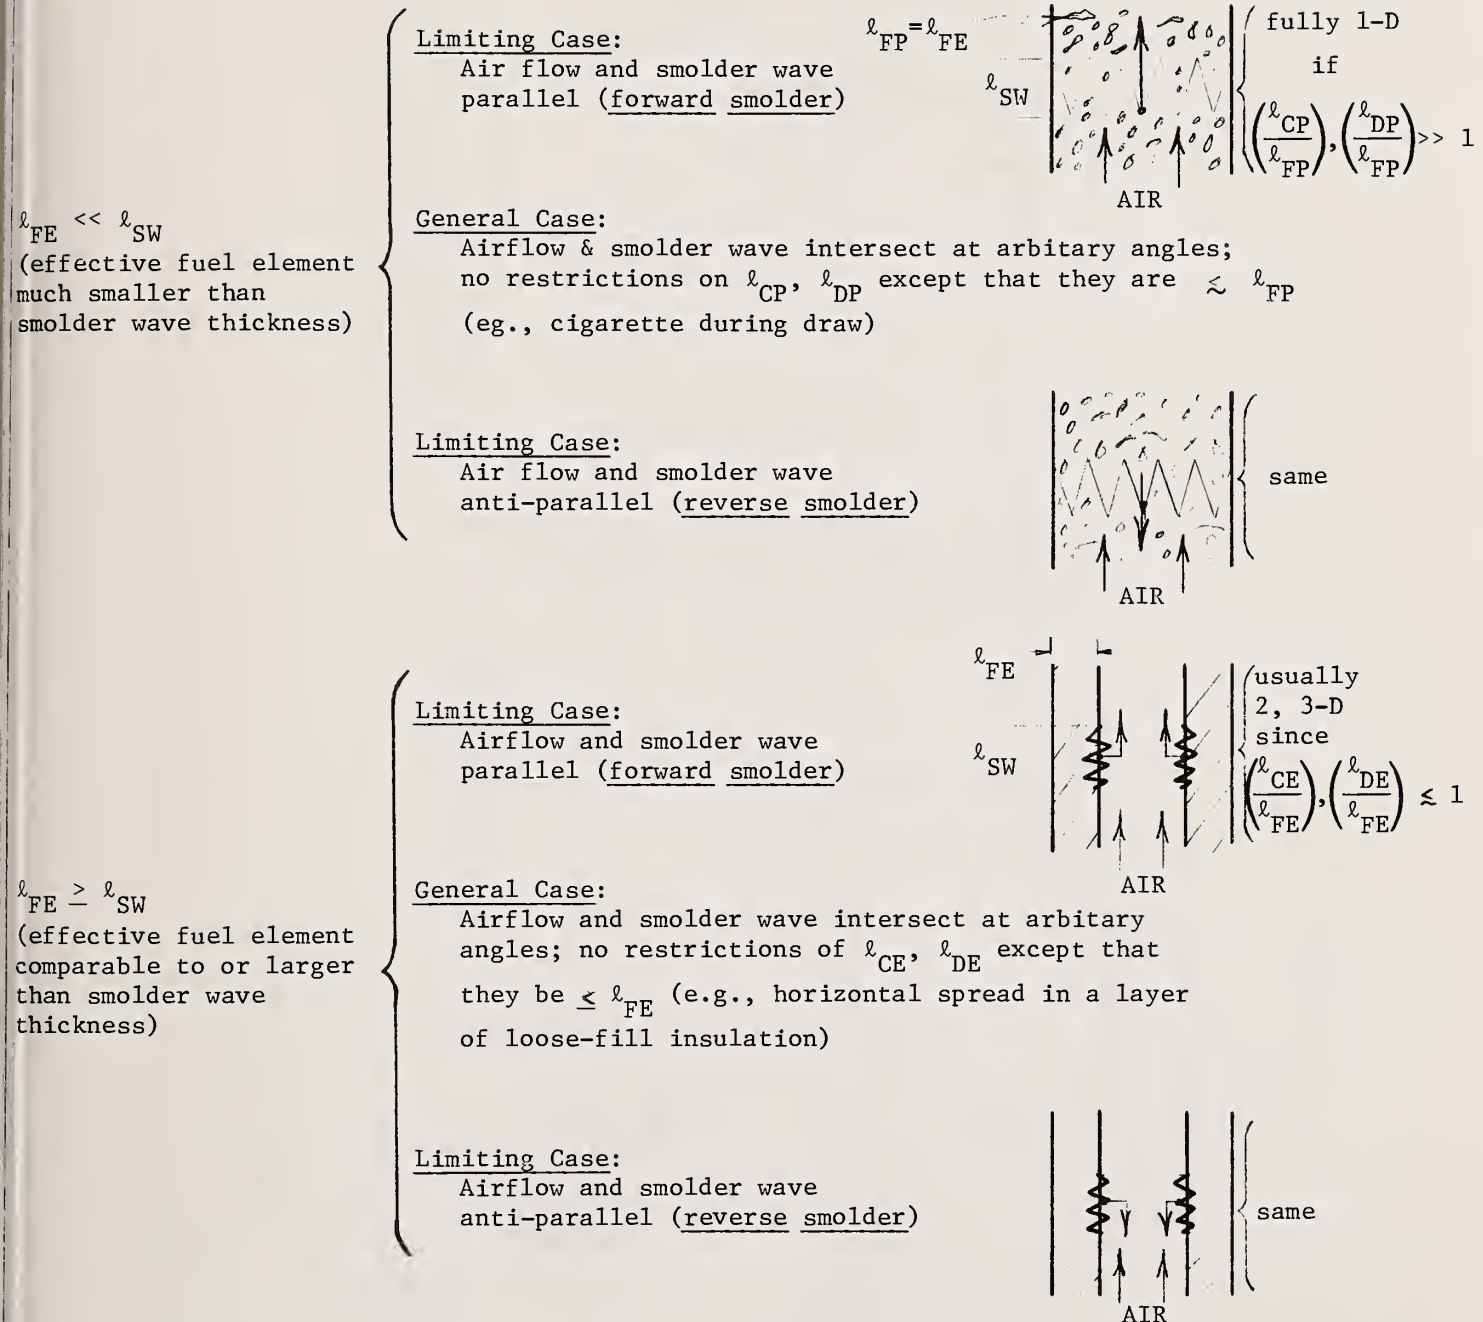 Limiting Case:
Air flow and smolder wave
parallel (forward smolder)
ℓFP=ℓFE
ℓSW
AIR
fully 1-D
if
(ℓCP/ℓFP),(ℓDP/ℓFP)>> 1
ℓFE << ℓSW
(effective fuel element
much smaller than
smolder wave thickness)
General Case:
Airflow & smolder wave intersect at arbitary angles;
no restrictions on ℓCP, ℓDP except that they are ≲ ℓFP
(eg., cigarette during draw)
Limiting Case:
Air flow and smolder wave
anti-parallel (reverse smolder)
AIR
same
Limiting Case:
Airflow and smolder wave
parallel (forward smolder)
ℓFE
ℓSW
AIR
usually
2, 3-D
since
(ℓCE/ℓFE),(ℓDE/ℓFE) ≲ 1
ℓFE ≥ ℓSW
(effective fuel element
comparable to or larger
than smolder wave
thickness)
General Case:
Airflow and smolder wave intersect at arbitary
angles; no restrictions of ℓCE, ℓDE except that
they be ≤ ℓFE (e.g., horizontal spread in a layer
of loose-fill insulation)
Limiting Case:
Airflow and smolder wave
anti-parallel (reverse smolder)
AIR
same